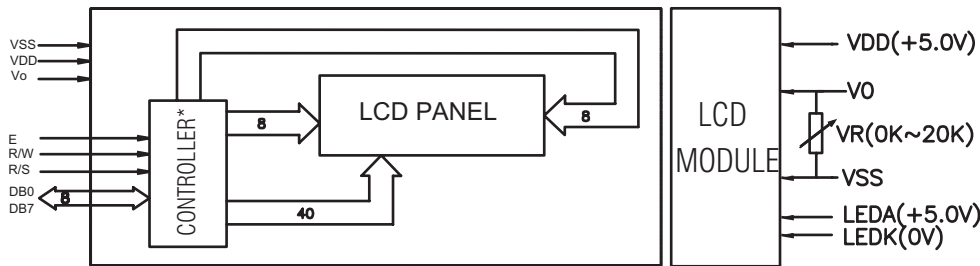 VSS
VDD
Vo
E
R/W
R/S
DB0
DB7
8
CONTROLLER*
8
LCD PANEL
8
40
LCD
MODULE
VDD(+5.0V)
V0
VR(0K~20K)
VSS
LEDA(+5.0V)
LEDK(0V)